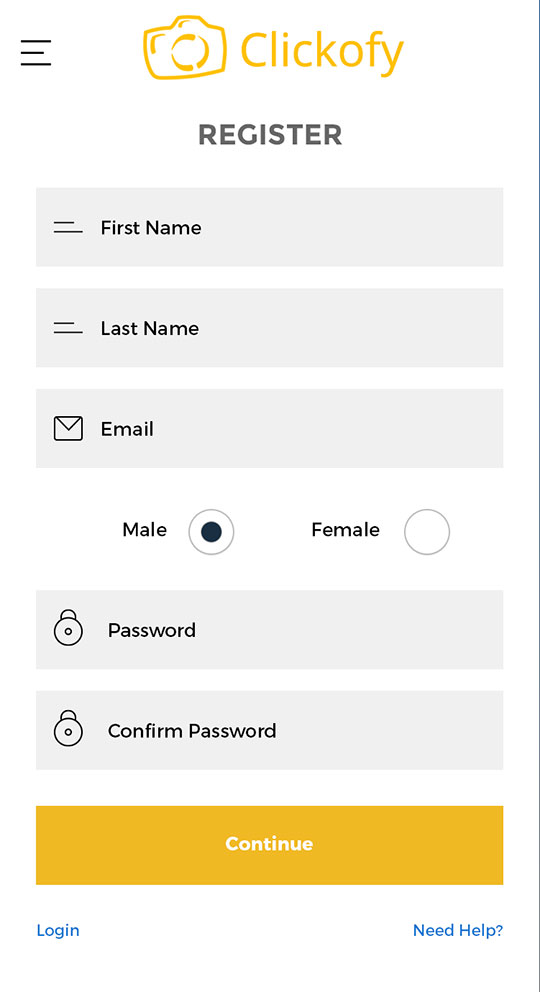 Clickofy
REGISTER
First Name
Last Name
Email
Male Female
Password
Confirm Password
Continue
Login Need Help?